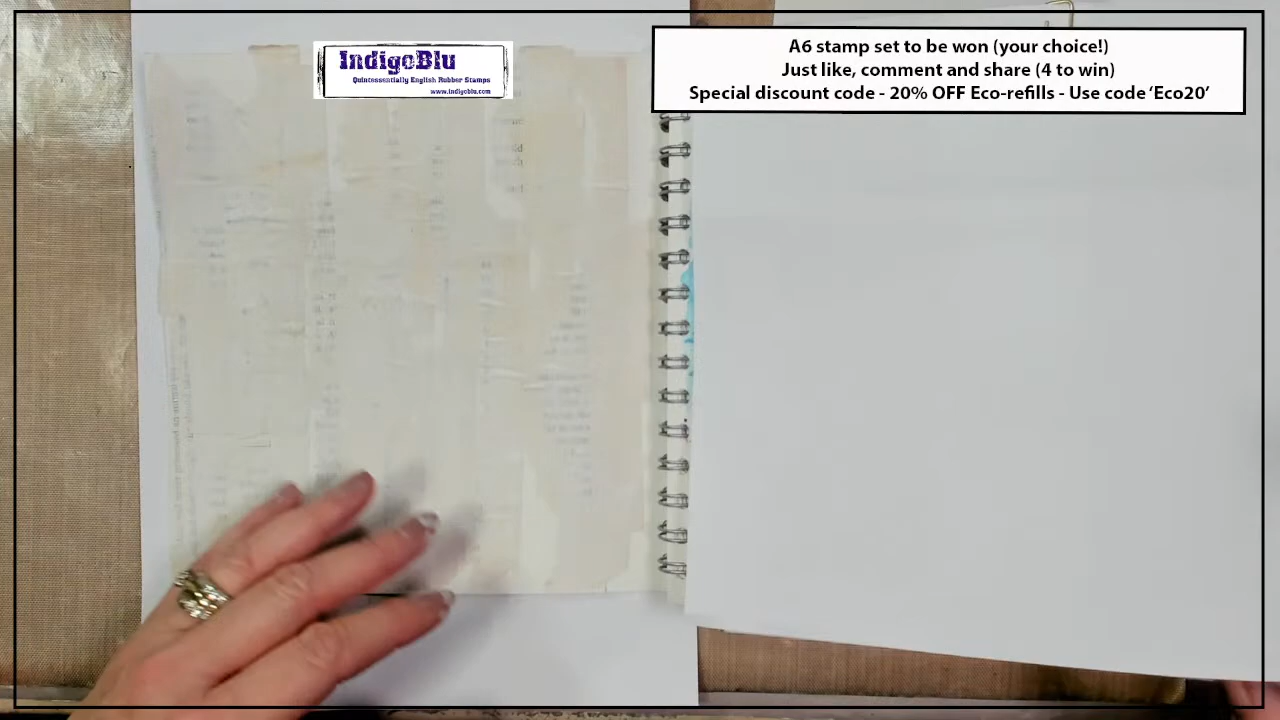 IndigoBlu
Quintessentially English Rubber Stamps
www.indigoblu.com
A6 stamp set to be won (your choice!)
Just like, comment and share (4 to win)
Special discount code - 20% OFF Eco-refills - Use code ‘Eco20’